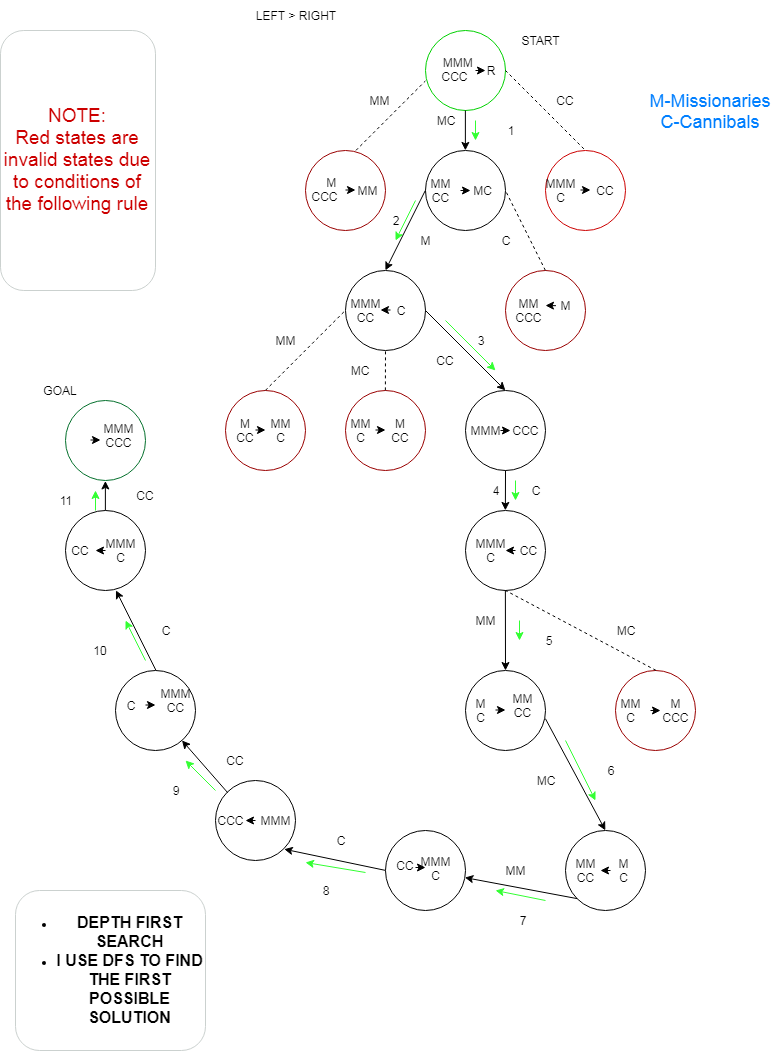 LEFT > RIGHT
START
MMM
CCC
R
NOTE:
Red states are
invalid states due
to conditions of
the following rule
M-Missionaries
C-Cannibals
MM
CC
MC
1
M
CCC
MM
MM
CC
MC
MMM
C
CC
2
M
C
MMM
CC
C
MM
CCC
M
MM
MC
3
CC
GOAL
MMM
CCC
M
CC
MM
C
MM
C
M
CC
MMM
CCC
11
CC
4
C
CC
MMM
C
MMM
C
CC
10
C
MM
5
MC
C
MMM
CC
M
C
MM
CC
MM
C
M
CCC
9
CC
MC
6
CCC
MMM
C
8
CC
MMM
C
MM
7
MM
CC
M
C
DEPTH FIRST
SEARCH
I USE DFS TO FIND
THE FIRST
POSSIBLE
SOLUTION